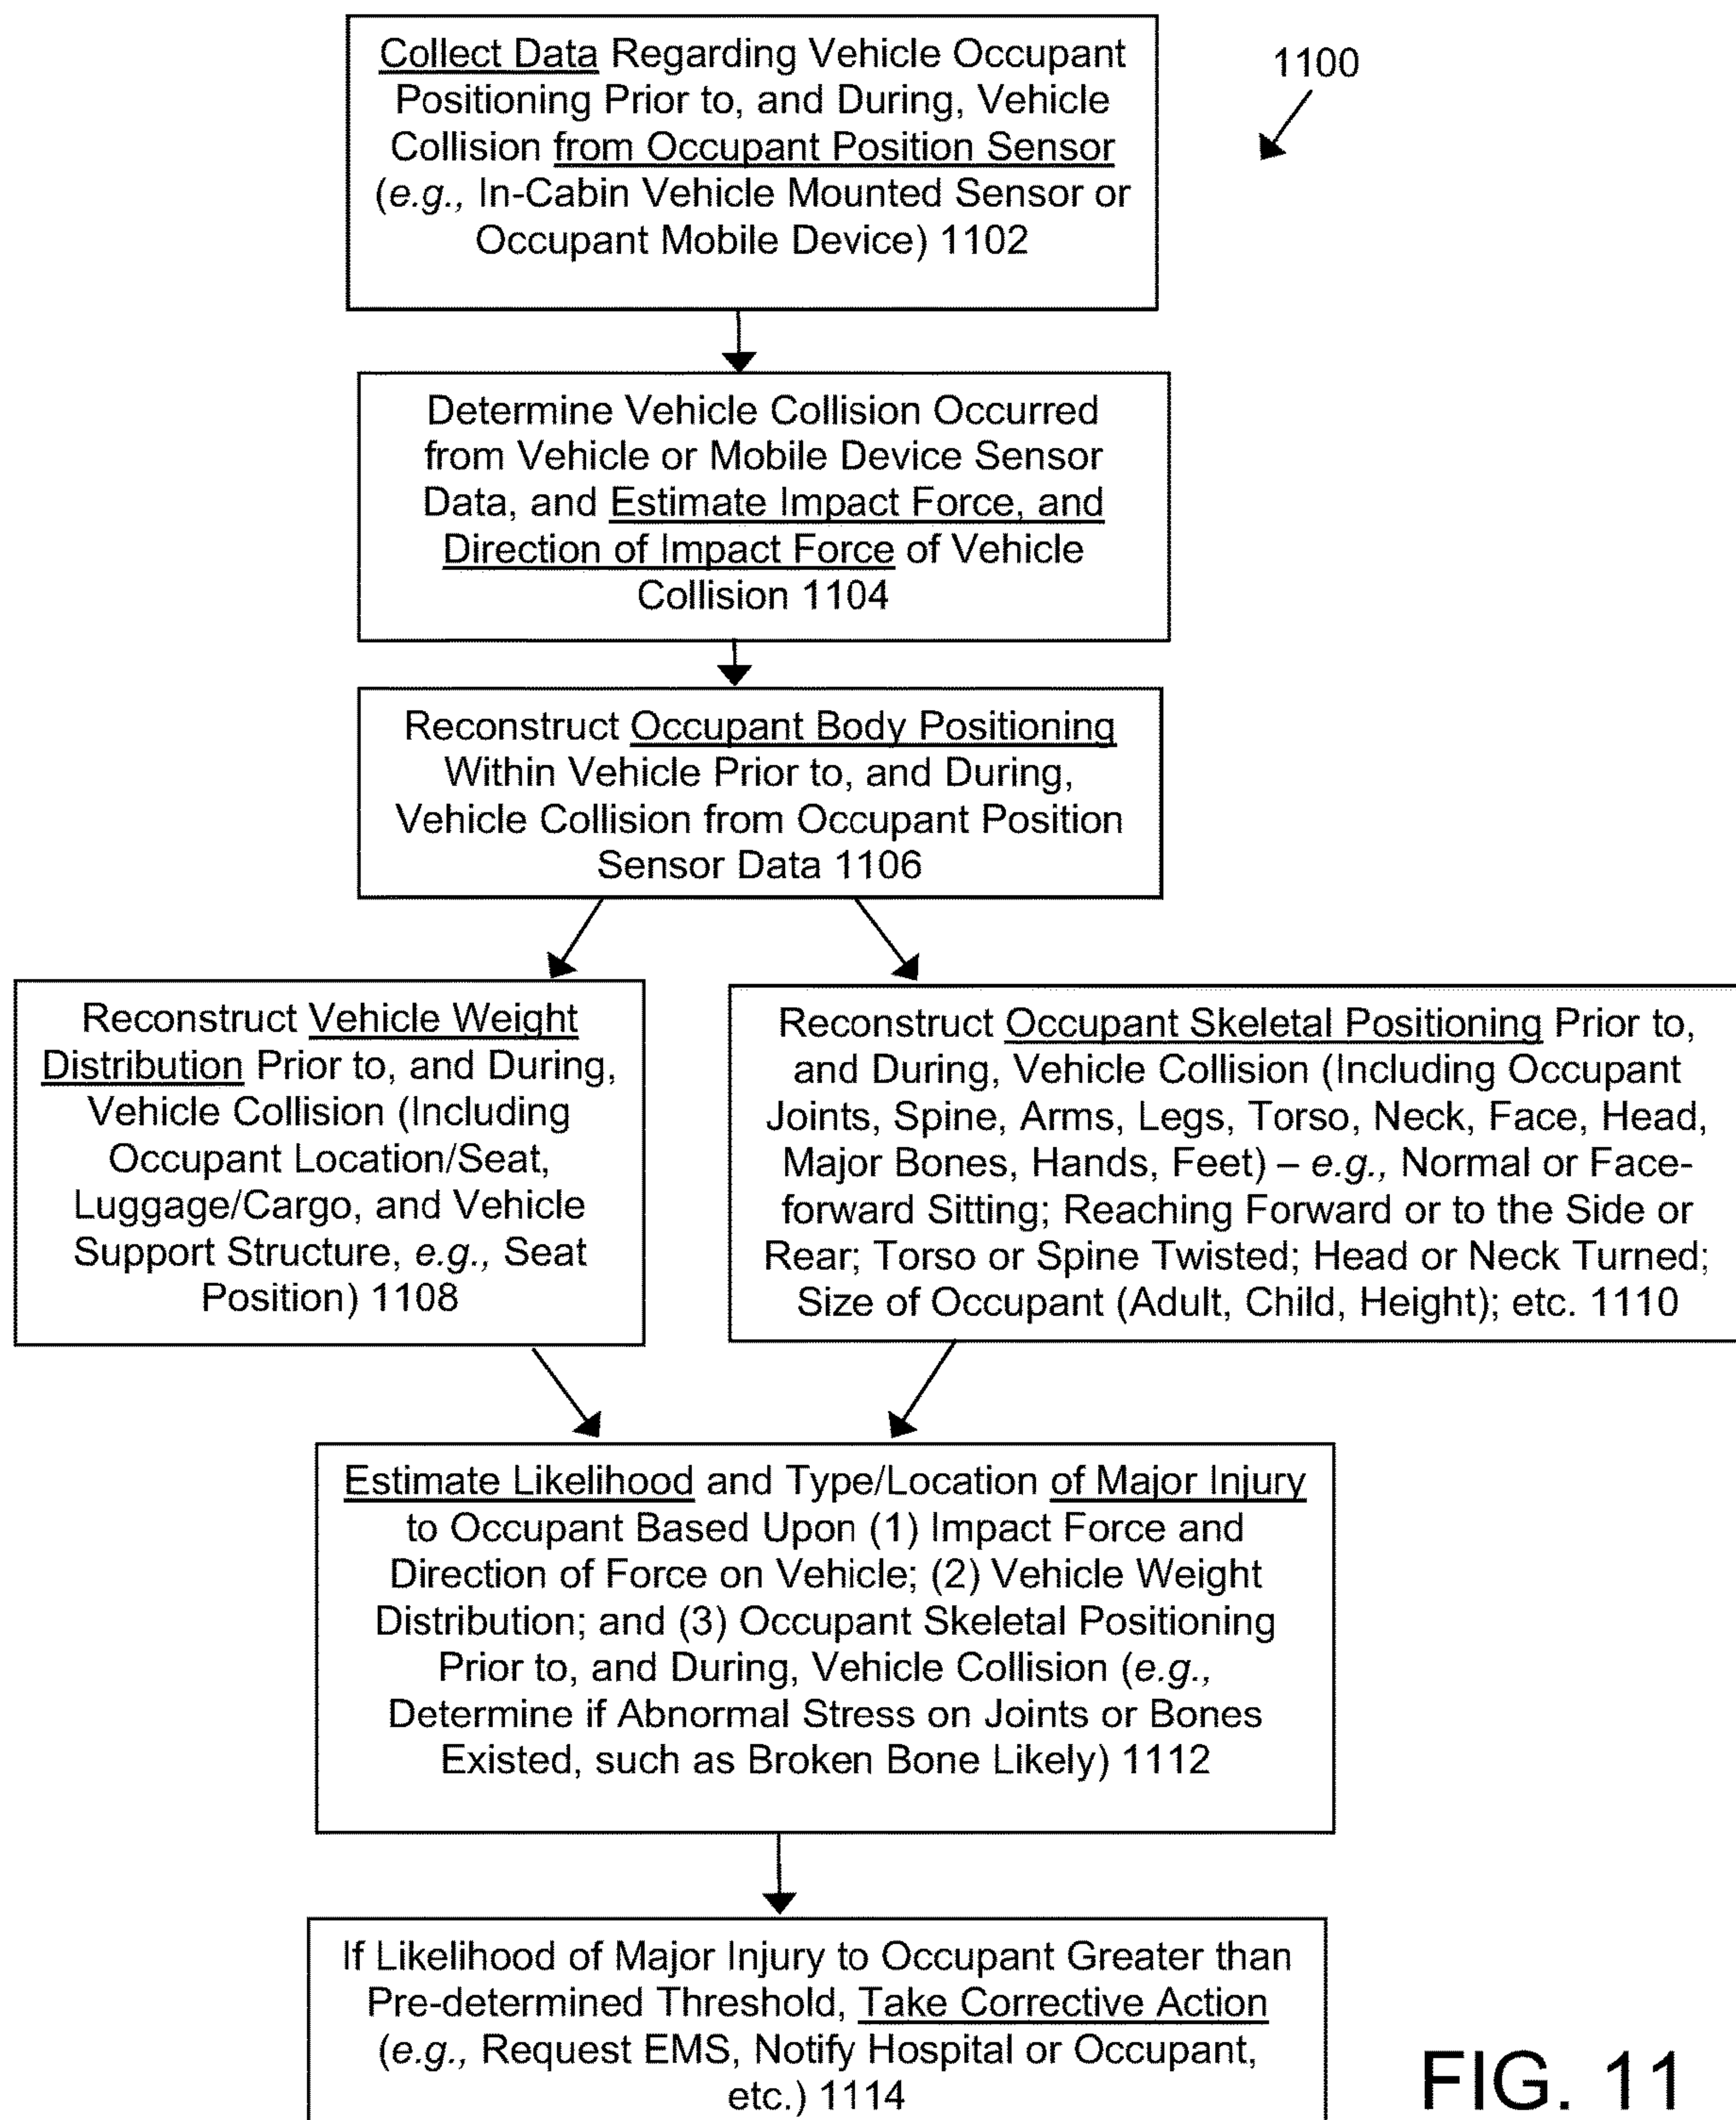 Collect Data Regarding Vehicle Occupant
Positioning Prior to, and During, Vehicle
Collision from Occupant Position Sensor
(e.g., In-Cabin Vehicle Mounted Sensor or
Occupant Mobile Device) 1102
1100
Determine Vehicle Collision Occurred
from Vehicle or Mobile Device Sensor
Data, and Estimate Impact Force, and
Direction of Impact Force of Vehicle
Collision 1104
Reconstruct Occupant Body Positioning
Within Vehicle Prior to, and During,
Vehicle Collision from Occupant Position
Sensor Data 1106
Reconstruct Vehicle Weight
Distribution Prior to, and During,
Vehicle Collision (Including
Occupant Location/Seat,
Luggage/Cargo, and Vehicle
Support Structure, e.g., Seat
Position) 1108
Reconstruct Occupant Skeletal Positioning Prior to,
and During, Vehicle Collision (Including Occupant
Joints, Spine, Arms, Legs, Torso, Neck, Face, Head,
Major Bones, Hands, Feet) – e.g., Normal or Face-
forward Sitting; Reaching Forward or to the Side or
Rear; Torso or Spine Twisted; Head or Neck Turned;
Size of Occupant (Adult, Child, Height); etc. 1110
Estimate Likelihood and Type/Location of Major Injury
to Occupant Based Upon (1) Impact Force and
Direction of Force on Vehicle; (2) Vehicle Weight
Distribution; and (3) Occupant Skeletal Positioning
Prior to, and During, Vehicle Collision (e.g.,
Determine if Abnormal Stress on Joints or Bones
Existed, such as Broken Bone Likely) 1112
If Likelihood of Major Injury to Occupant Greater than
Pre-determined Threshold, Take Corrective Action
(e.g., Request EMS, Notify Hospital or Occupant,
etc.) 1114
FIG. 11